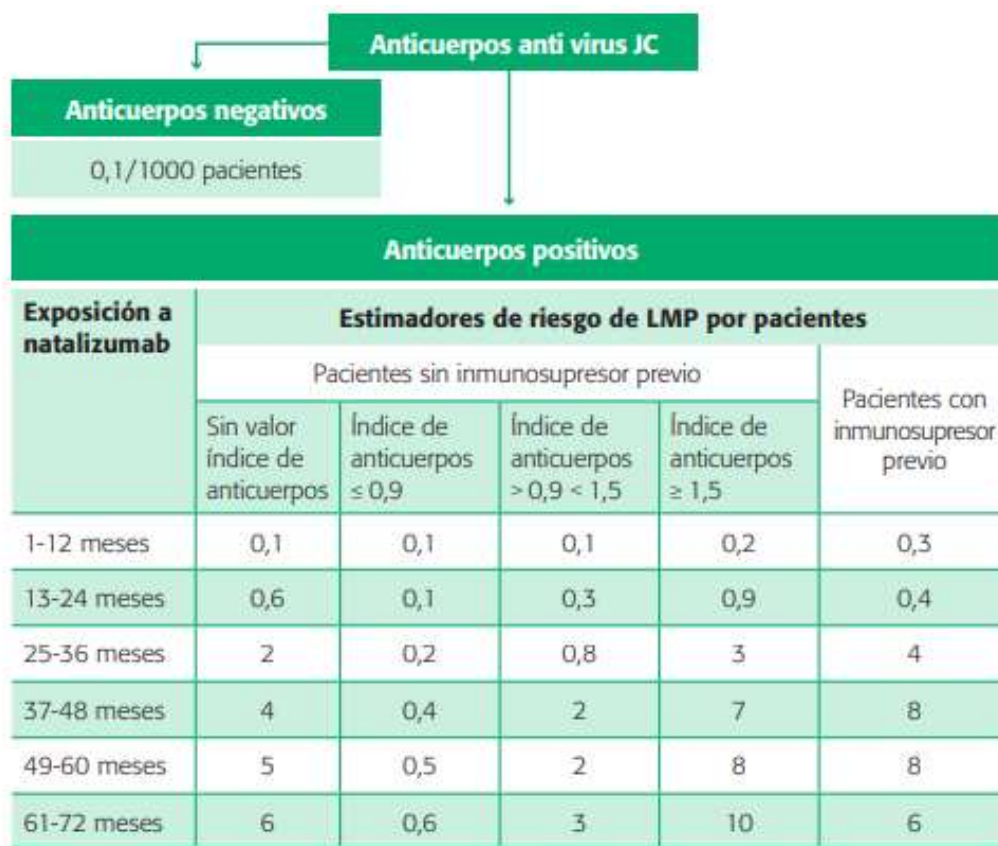 Anticuerpos anti virus JC
Anticuerpos negativos
0,1/1000 pacientes
Anticuerpos positivos
Exposición a
natalizumab
Estimadores de riesgo de LMP por pacientes
Pacientes sin inmunosupresor previo
Pacientes con
inmunosupresor
previo
Sin valor
índice de
anticuerpos
Índice de
anticuerpos
≤ 0,9
Índice de
anticuerpos
> 0,9 < 1,5
Índice de
anticuerpos
≥ 1,5
1-12 meses 0,1 0,1 0,1 0,2 0,3
13-24 meses 0,6 0,1 0,3 0,9 0,4
25-36 meses 2 0,2 0,8 3 4
37-48 meses 4 0,4 2 7 8
49-60 meses 5 0,5 2 8 8
61-72 meses 6 0,6 3 10 6